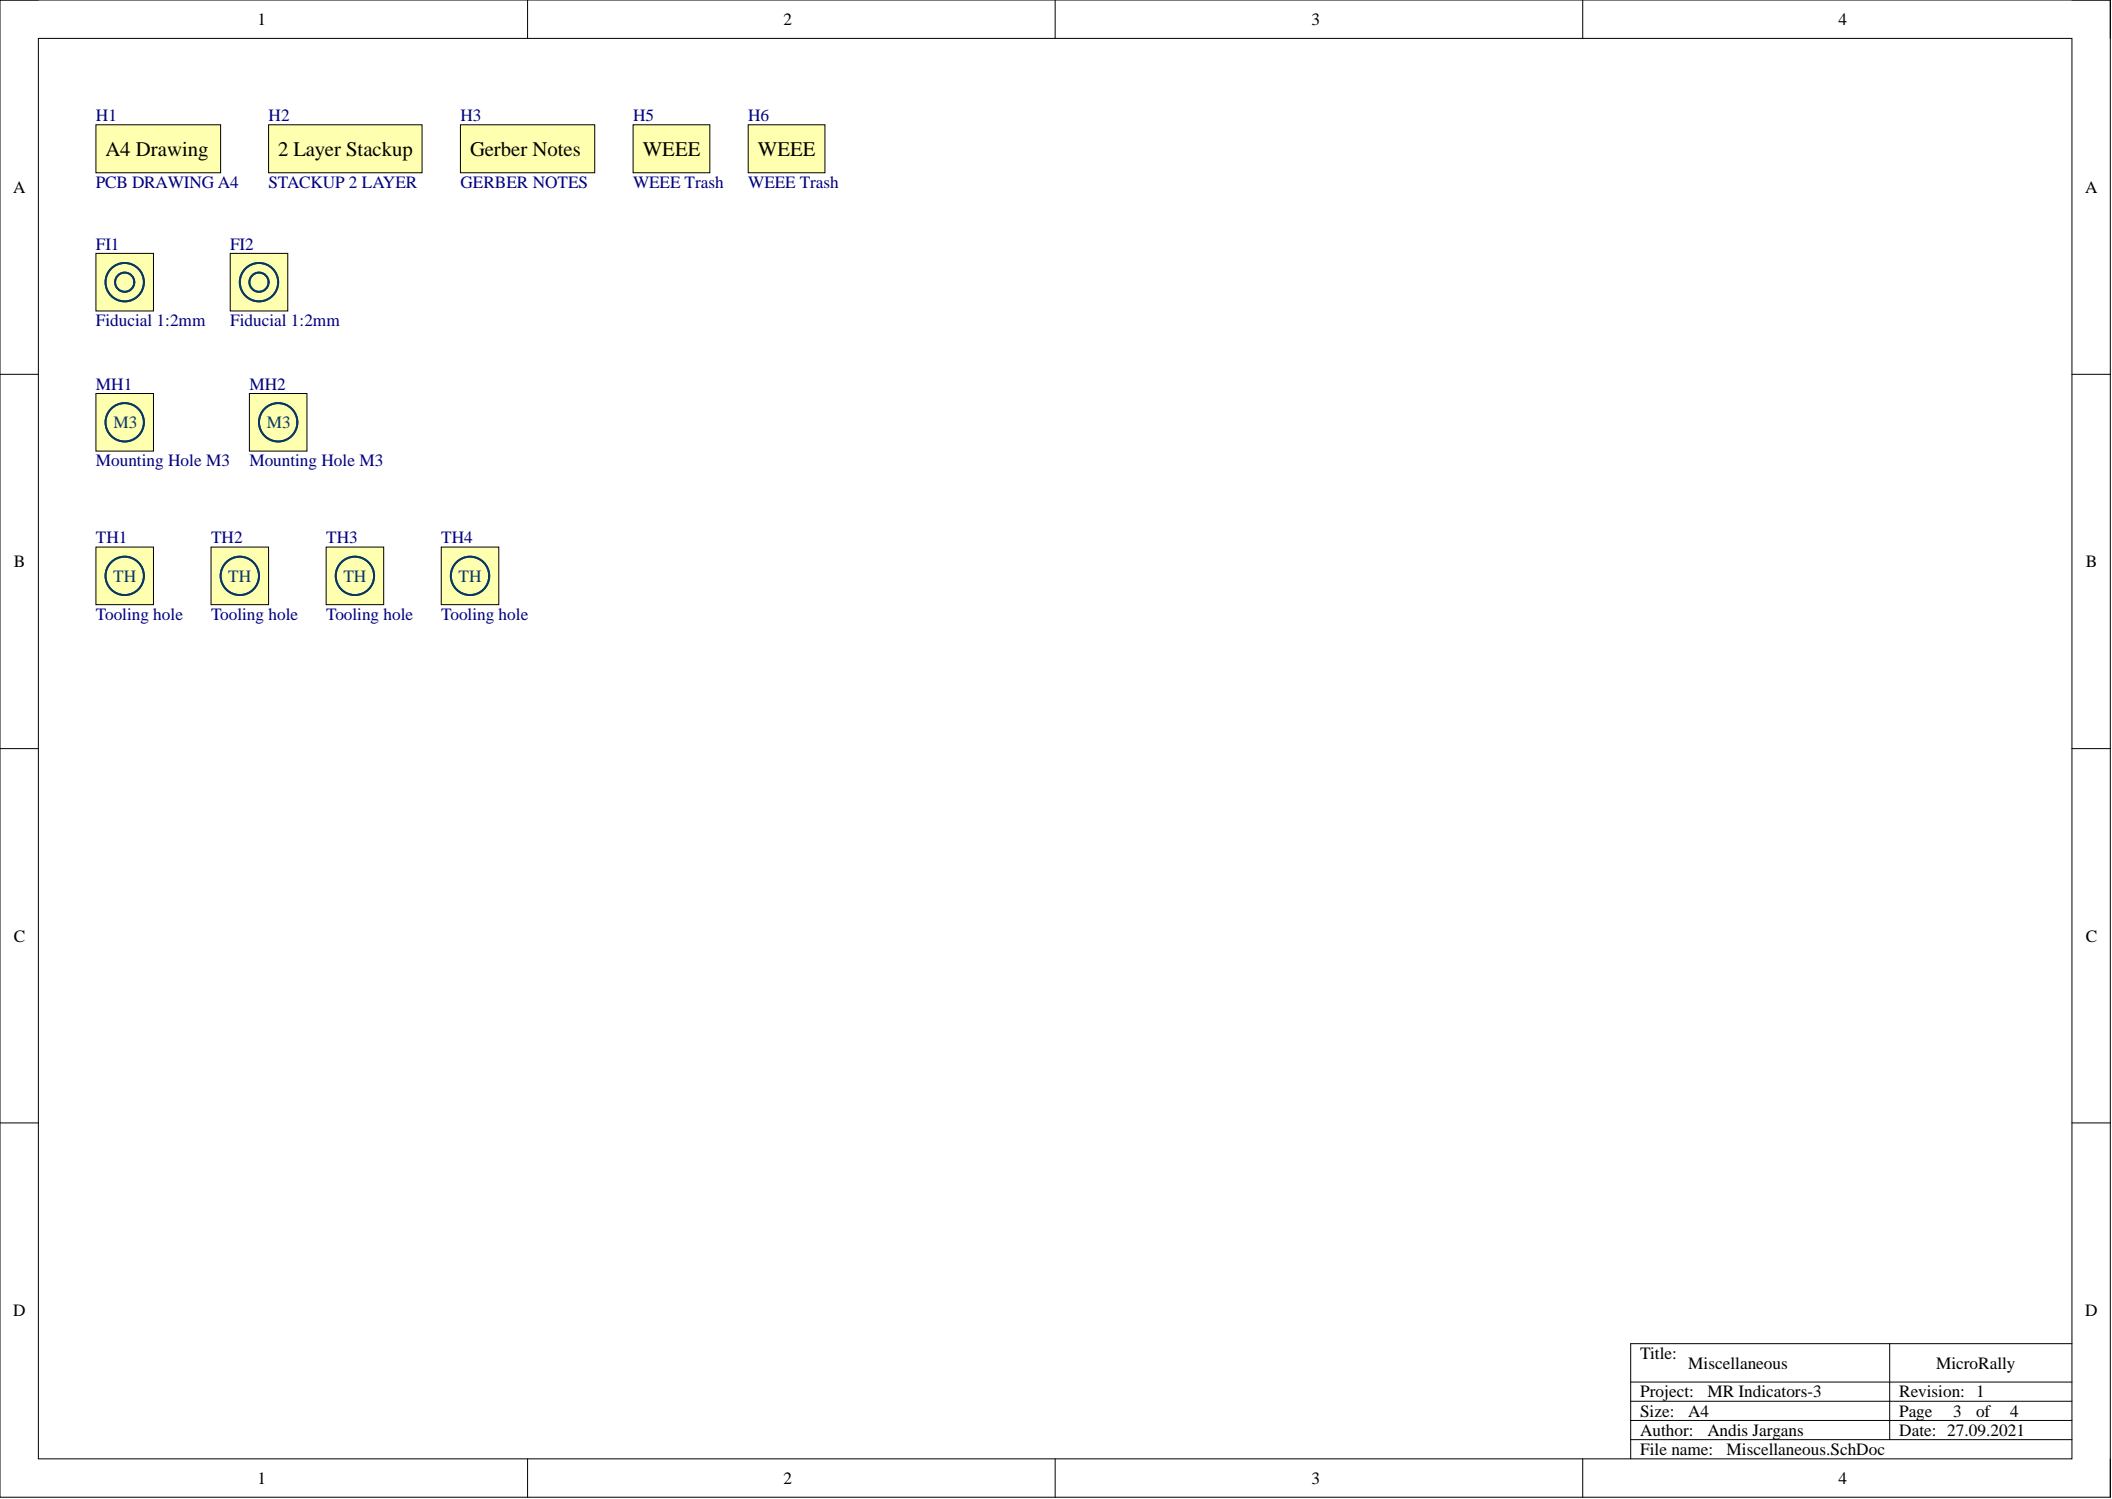 1 2 3 4
H1 H2 H3 H5 H6
A4 Drawing 2 Layer Stackup Gerber Notes WEEE WEEE
PCB DRAWING A4 STACKUP 2 LAYER GERBER NOTES WEEE Trash WEEE Trash
A A
FI1 FI2
Fiducial 1:2mm Fiducial 1:2mm
MH1 MH2
M3 M3
Mounting Hole M3 Mounting Hole M3
TH1 TH2 TH3 TH4
B B
TH TH TH TH
Tooling hole Tooling hole Tooling hole Tooling hole
C C
D D
Title: Miscellaneous MicroRally
Project: MR Indicators-3 Revision: 1
Size: A4 Page 3 of 4
Author: Andis Jargans Date: 27.09.2021
File name: Miscellaneous.SchDoc
1 2 3 4